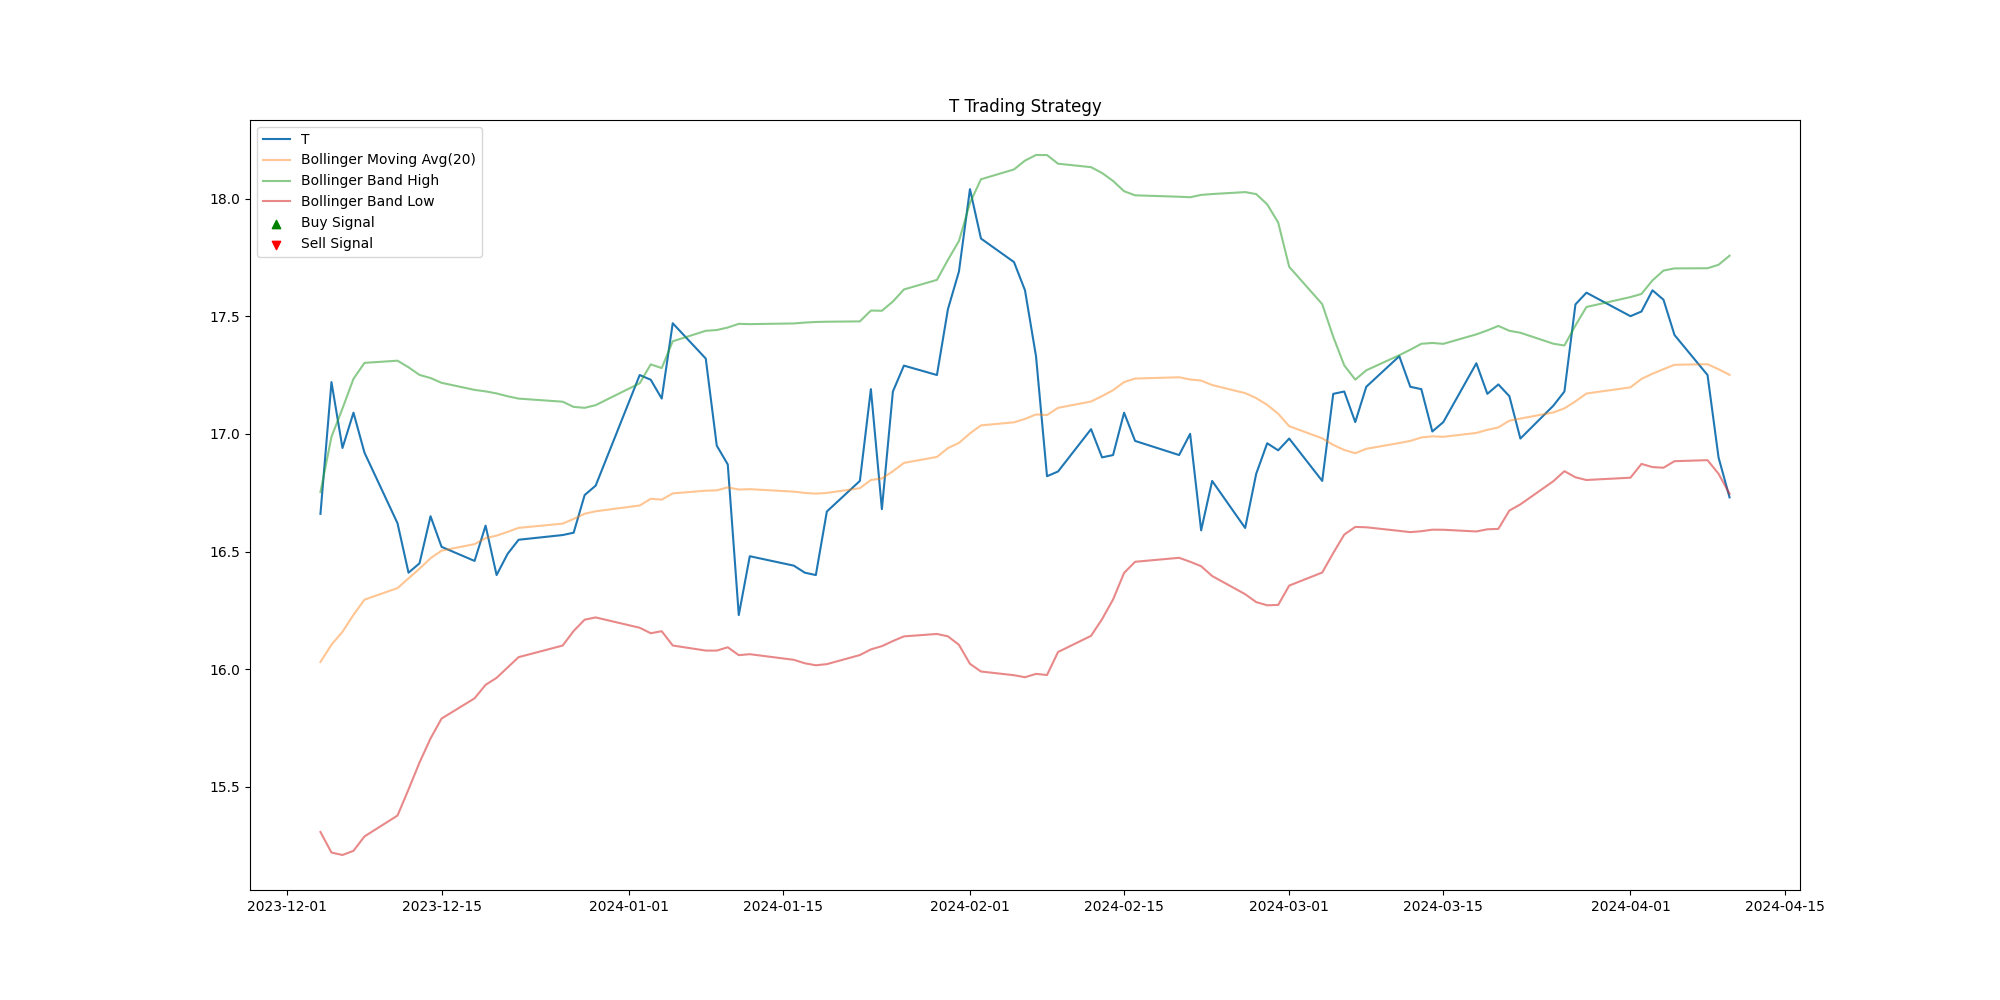 T Trading Strategy
T
Bollinger Moving Avg(20)
Bollinger Band High
Bollinger Band Low
Buy Signal
Sell Signal
18.0
17.5
17.0
16.5
16.0
15.5
2023-12-01 2023-12-15 2024-01-01 2024-01-15 2024-02-01 2024-02-15 2024-03-01 2024-03-15 2024-04-01 2024-04-15